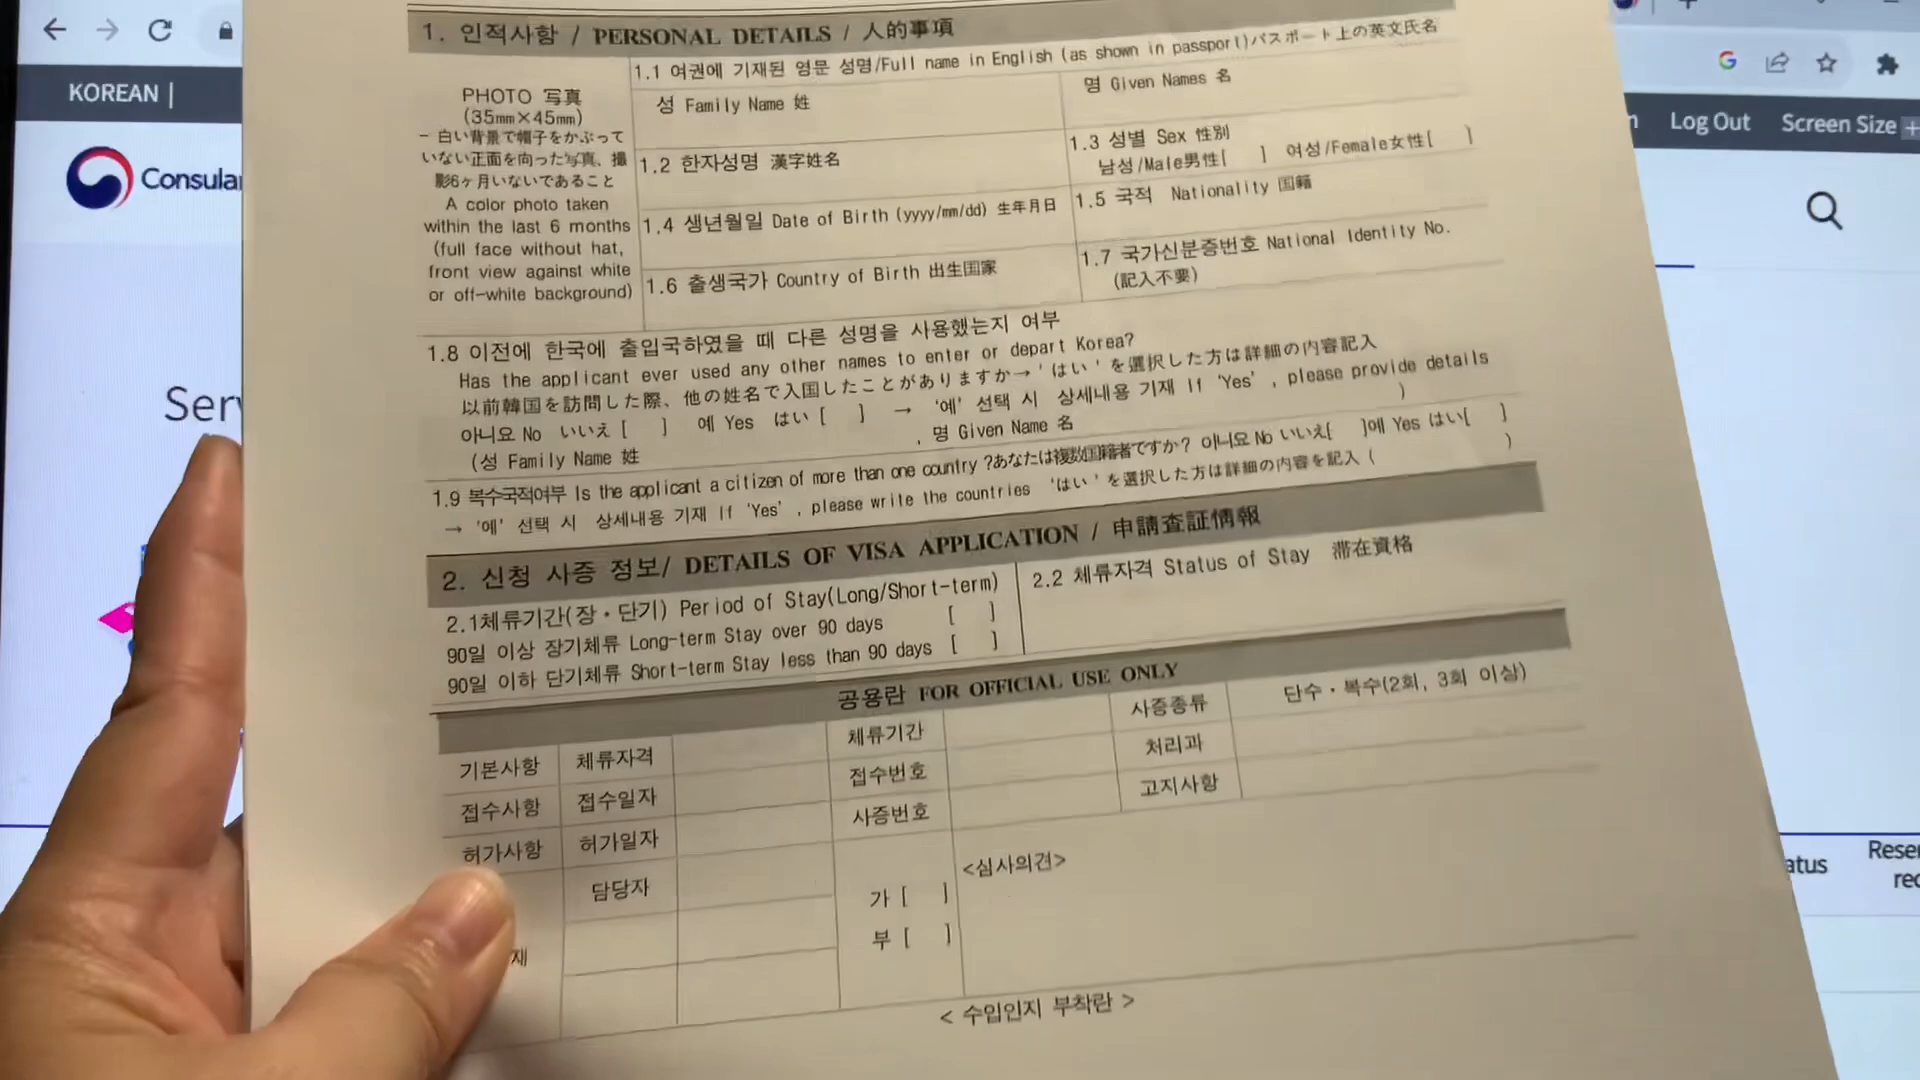 KOREAN |
Log Out
Screen Size
Consula
Serv
atus
Reser
rec
1. 인적사항 / PERSONAL DETAILS / 人的事項
PHOTO 写真
(35mm×45mm)
- 白い背景で帽子をかぶって
いない正面を向った写真、撮
影6ヶ月いないであること
A color photo taken
within the last 6 months
(full face without hat,
front view against white
or off-white background)
1.1 여권에 기재된 영문 성명/Full name in English (as shown in passport)パスポート上の英文氏名
성 Family Name 姓
명 Given Names 名
1.2 한자성명 漢字姓名
1.3 성별 Sex 性別
남성/Male男性[ ] 여성/Female女性[ ]
1.4 생년월일 Date of Birth (yyyy/mm/dd) 生年月日
1.5 국적 Nationality 国籍
1.6 출생국가 Country of Birth 出生国家
1.7 국가신분증번호 National Identity No.
(記入不要)
1.8 이전에 한국에 출입국하였을 때 다른 성명을 사용했는지 여부
Has the applicant ever used any other names to enter or depart Korea?
以前韓国を訪問した際、他の姓名で入国したことがありますか→'はい'を選択した方は詳細の内容記入
아니요 No いいえ [ ] 예 Yes はい [ ] → '예' 선택 시 상세내용 기재 If 'Yes', please provide details
(성 Family Name 姓 , 명 Given Name 名 )
1.9 복수국적여부 Is the applicant a citizen of more than one country ?あなたは複数国籍者ですか? 아니요 No いいえ[ ]예 Yes はい[ ]
→ '예' 선택 시 상세내용 기재 If 'Yes', please write the countries 'はい'を選択した方は詳細の内容を記入 ( )
2. 신청 사증 정보/ DETAILS OF VISA APPLICATION / 申請査証情報
2.1체류기간(장・단기) Period of Stay(Long/Short-term)
90일 이상 장기체류 Long-term Stay over 90 days [ ]
90일 이하 단기체류 Short-term Stay less than 90 days [ ]
2.2 체류자격 Status of Stay 滞在資格
공용란 FOR OFFICIAL USE ONLY
기본사항 체류자격 체류기간 사증종류 단수・복수(2회, 3회 이상)
접수사항 접수일자 접수번호 처리과
허가사항 허가일자 사증번호 고지사항
담당자 가 [ ] <심사의견>
재 부 [ ]
< 수입인지 부착란 >